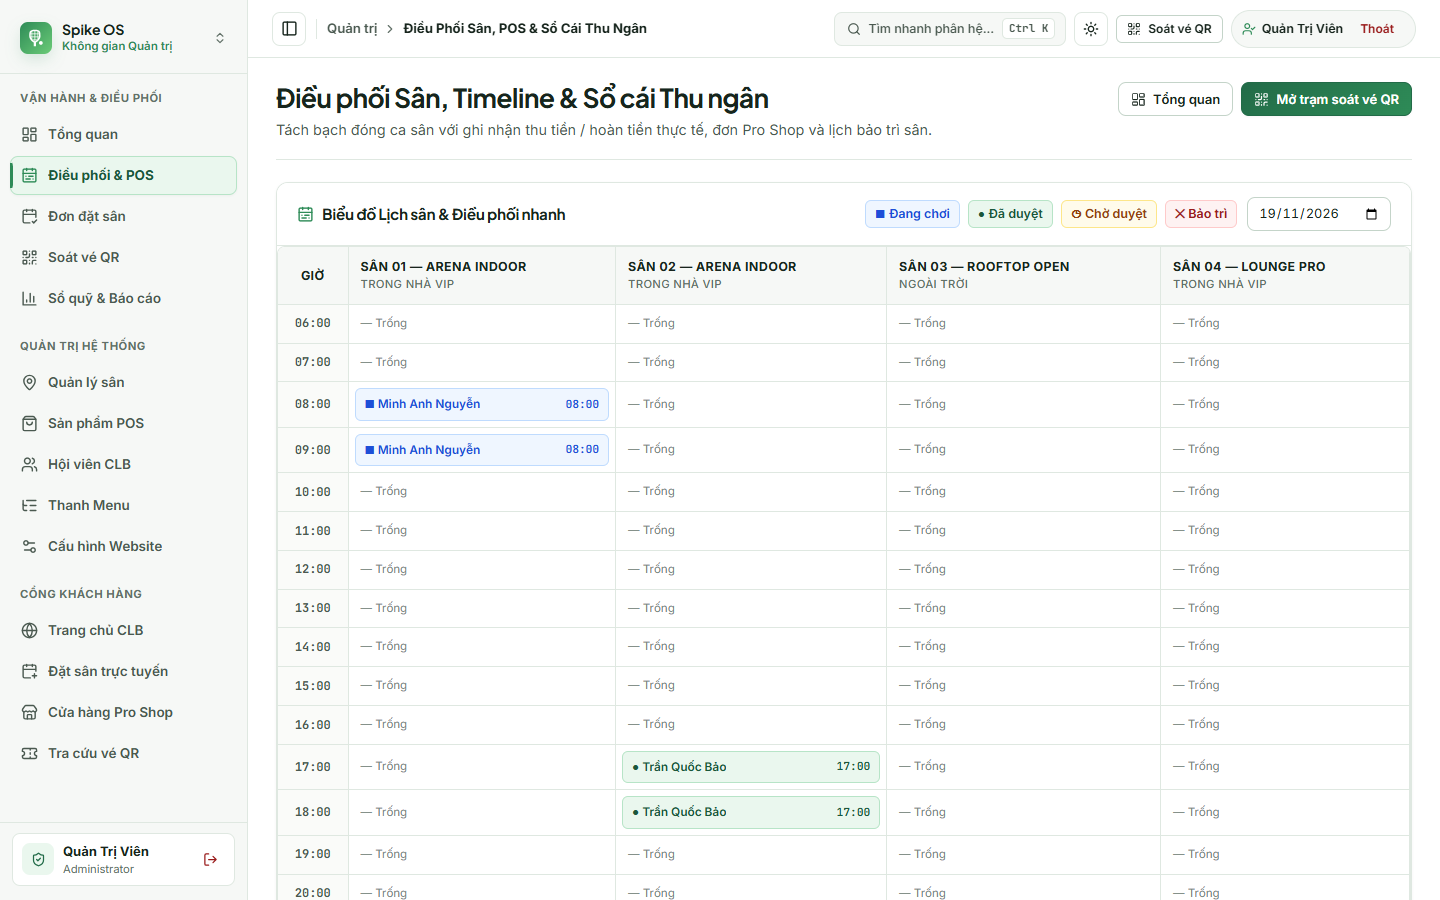 Spike OS
Không gian Quản trị
VẬN HÀNH & ĐIỀU PHỐI
Tổng quan
Điều phối & POS
Đơn đặt sân
Soát vé QR
Sổ quỹ & Báo cáo
QUẢN TRỊ HỆ THỐNG
Quản lý sân
Sản phẩm POS
Hội viên CLB
Thanh Menu
Cấu hình Website
CỔNG KHÁCH HÀNG
Trang chủ CLB
Đặt sân trực tuyến
Cửa hàng Pro Shop
Tra cứu vé QR
Quản Trị Viên
Administrator
Quản trị > Điều Phối Sân, POS & Sổ Cái Thu Ngân
Tìm nhanh phân hệ... Ctrl K
Soát vé QR
Quản Trị Viên Thoát
Điều phối Sân, Timeline & Sổ cái Thu ngân
Tách bạch đóng ca sân với ghi nhận thu tiền / hoàn tiền thực tế, đơn Pro Shop và lịch bảo trì sân.
Tổng quan
Mở trạm soát vé QR
Biểu đồ Lịch sân & Điều phối nhanh
■ Đang chơi ● Đã duyệt Chờ duyệt Bảo trì 19/11/2026
GIỜ
SÂN 01 — ARENA INDOOR
TRONG NHÀ VIP
SÂN 02 — ARENA INDOOR
TRONG NHÀ VIP
SÂN 03 — ROOFTOP OPEN
NGOÀI TRỜI
SÂN 04 — LOUNGE PRO
TRONG NHÀ VIP
06:00 — Trống — Trống — Trống — Trống
07:00 — Trống — Trống — Trống — Trống
08:00 ■ Minh Anh Nguyễn 08:00 — Trống — Trống — Trống
09:00 ■ Minh Anh Nguyễn 08:00 — Trống — Trống — Trống
10:00 — Trống — Trống — Trống — Trống
11:00 — Trống — Trống — Trống — Trống
12:00 — Trống — Trống — Trống — Trống
13:00 — Trống — Trống — Trống — Trống
14:00 — Trống — Trống — Trống — Trống
15:00 — Trống — Trống — Trống — Trống
16:00 — Trống — Trống — Trống — Trống
17:00 — Trống ● Trần Quốc Bảo 17:00 — Trống — Trống
18:00 — Trống ● Trần Quốc Bảo 17:00 — Trống — Trống
19:00 — Trống — Trống — Trống — Trống
20:00 — Trống — Trống — Trống — Trống